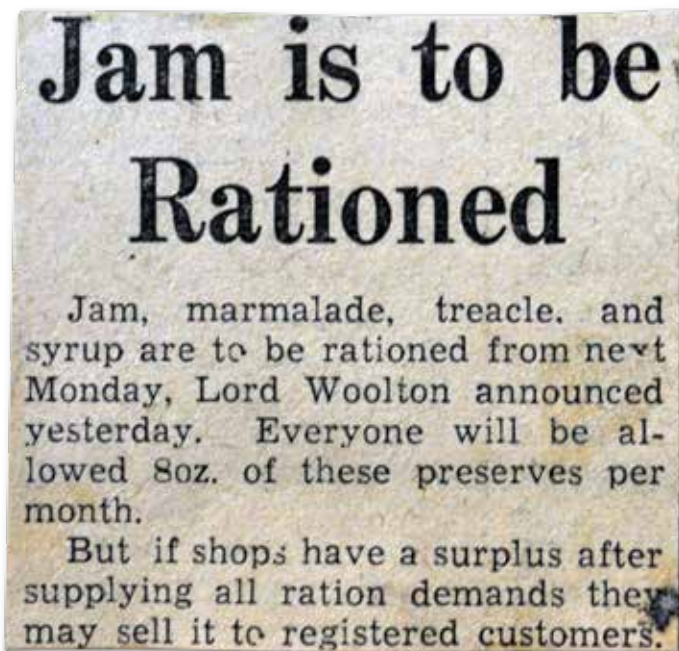 Jam is to be
Rationed
Jam, marmalade, treacle. and
syrup are to be rationed from next
Monday, Lord Woolton announced
yesterday. Everyone will be al-
lowed 8oz. of these preserves per
month.
But if shops have a surplus after
supplying all ration demands they
may sell it to registered customers.